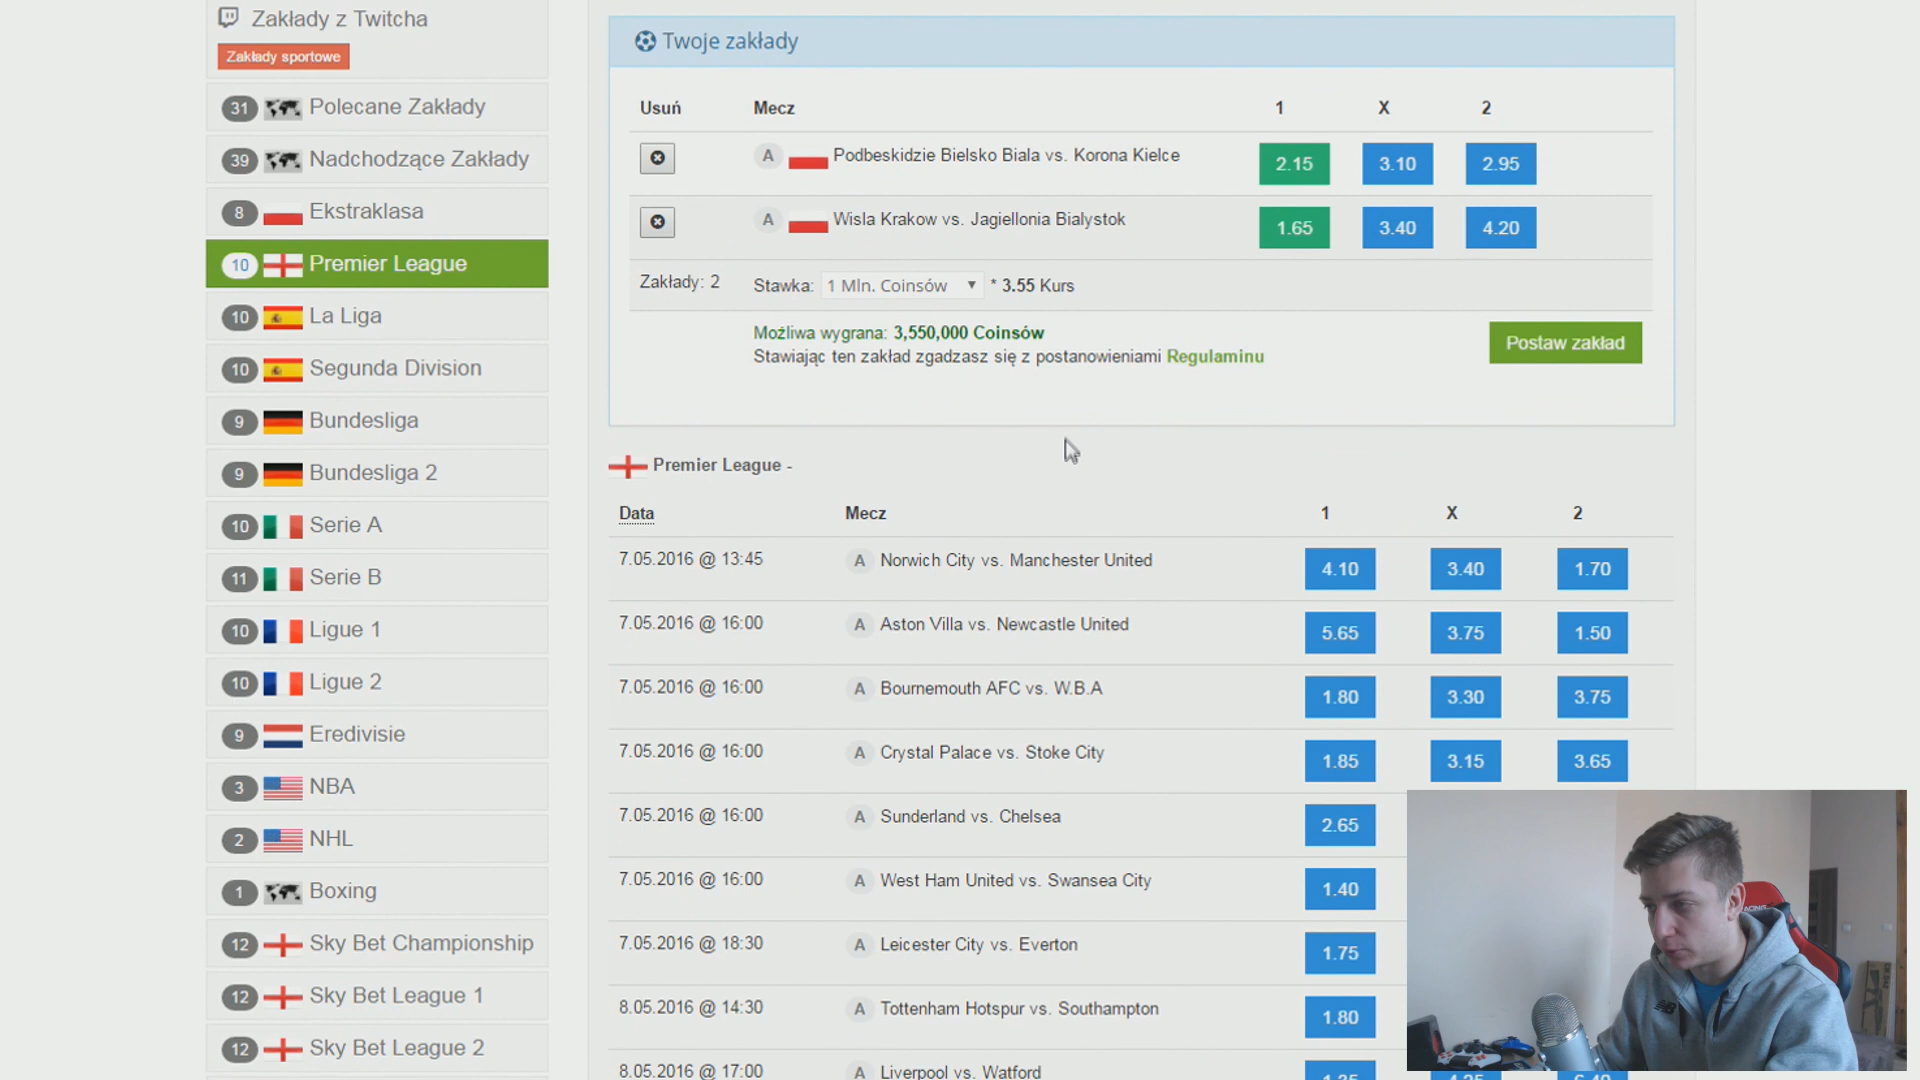 Zakłady z Twitcha
Zakłady sportowe
31 Polecane Zakłady
39 Nadchodzące Zakłady
8 Ekstraklasa
10 Premier League
10 La Liga
10 Segunda Division
9 Bundesliga
9 Bundesliga 2
10 Serie A
11 Serie B
10 Ligue 1
10 Ligue 2
9 Eredivisie
3 NBA
2 NHL
1 Boxing
12 Sky Bet Championship
12 Sky Bet League 1
12 Sky Bet League 2
Twoje zakłady
Usuń Mecz 1 X 2
A Podbeskidzie Bielsko Biala vs. Korona Kielce 2.15 3.10 2.95
A Wisla Krakow vs. Jagiellonia Bialystok 1.65 3.40 4.20
Zakłady: 2 Stawka: 1 Mln. Coinsów * 3.55 Kurs
Możliwa wygrana: 3,550,000 Coinsów
Stawiając ten zakład zgadzasz się z postanowieniami Regulaminu
Postaw zakład
Premier League -
Data Mecz 1 X 2
7.05.2016 @ 13:45 A Norwich City vs. Manchester United 4.10 3.40 1.70
7.05.2016 @ 16:00 A Aston Villa vs. Newcastle United 5.65 3.75 1.50
7.05.2016 @ 16:00 A Bournemouth AFC vs. W.B.A 1.80 3.30 3.75
7.05.2016 @ 16:00 A Crystal Palace vs. Stoke City 1.85 3.15 3.65
7.05.2016 @ 16:00 A Sunderland vs. Chelsea 2.65
7.05.2016 @ 16:00 A West Ham United vs. Swansea City 1.40
7.05.2016 @ 18:30 A Leicester City vs. Everton 1.75
8.05.2016 @ 14:30 A Tottenham Hotspur vs. Southampton 1.80
8.05.2016 @ 17:00 A Liverpool vs. Watford